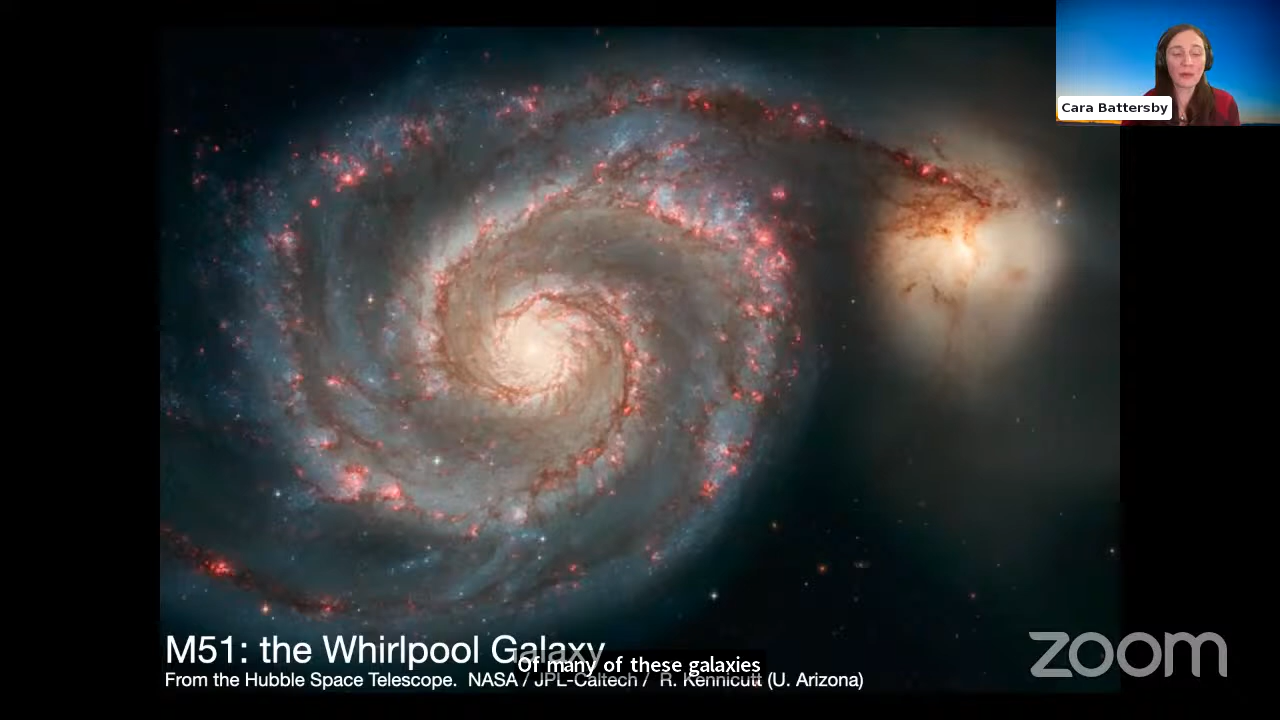 Cara Battersby
M51: the Whirlpool Galaxy
Of many of these galaxies
From the Hubble Space Telescope. NASA / JPL-Caltech / R. Kennicutt (U. Arizona)
zoom